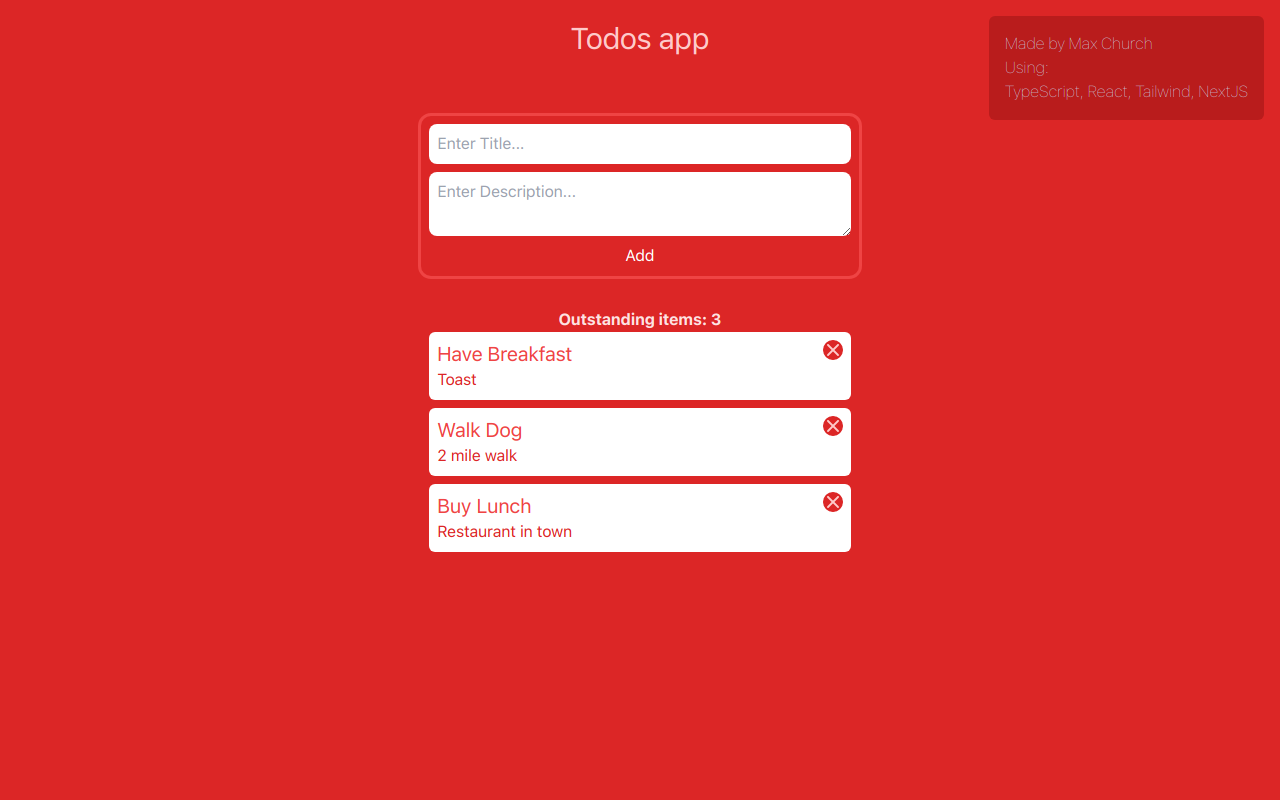 Todos app
Made by Max Church
Using:
TypeScript, React, Tailwind, NextJS
Enter Title...
Enter Description...
Add
Outstanding items: 3
Have Breakfast
Toast
Walk Dog
2 mile walk
Buy Lunch
Restaurant in town